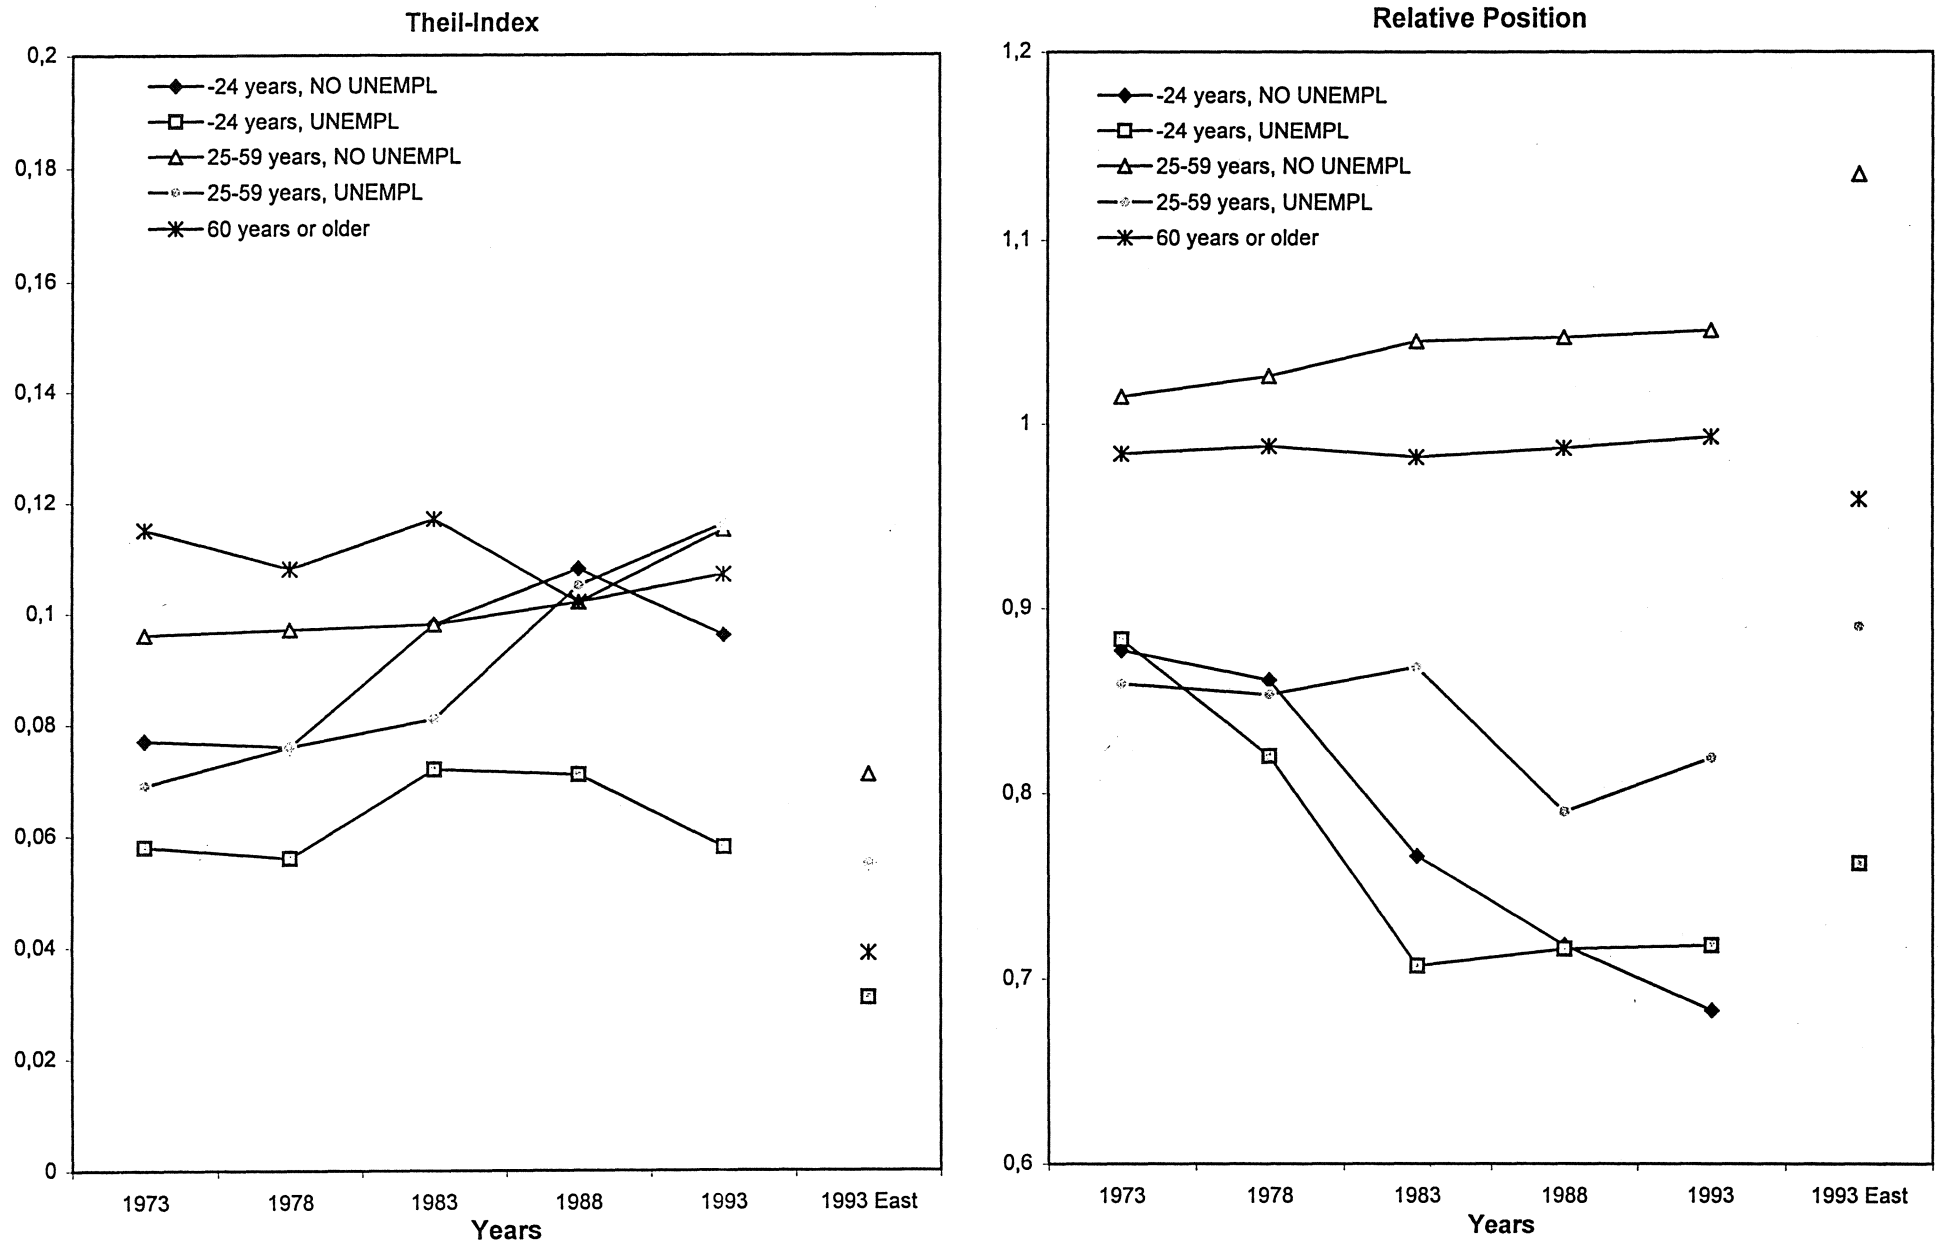 Theil-Index
0,2
0,18
0,16
0,14
0,12
0,1
0,08
0,06
0,04
0,02
0
-24 years, NO UNEMPL
-24 years, UNEMPL
25-59 years, NO UNEMPL
25-59 years, UNEMPL
60 years or older
1973 1978 1983 1988 1993 1993 East
Years
Relative Position
1,2
1,1
1
0,9
0,8
0,7
0,6
-24 years, NO UNEMPL
-24 years, UNEMPL
25-59 years, NO UNEMPL
25-59 years, UNEMPL
60 years or older
1973 1978 1983 1988 1993 1993 East
Years